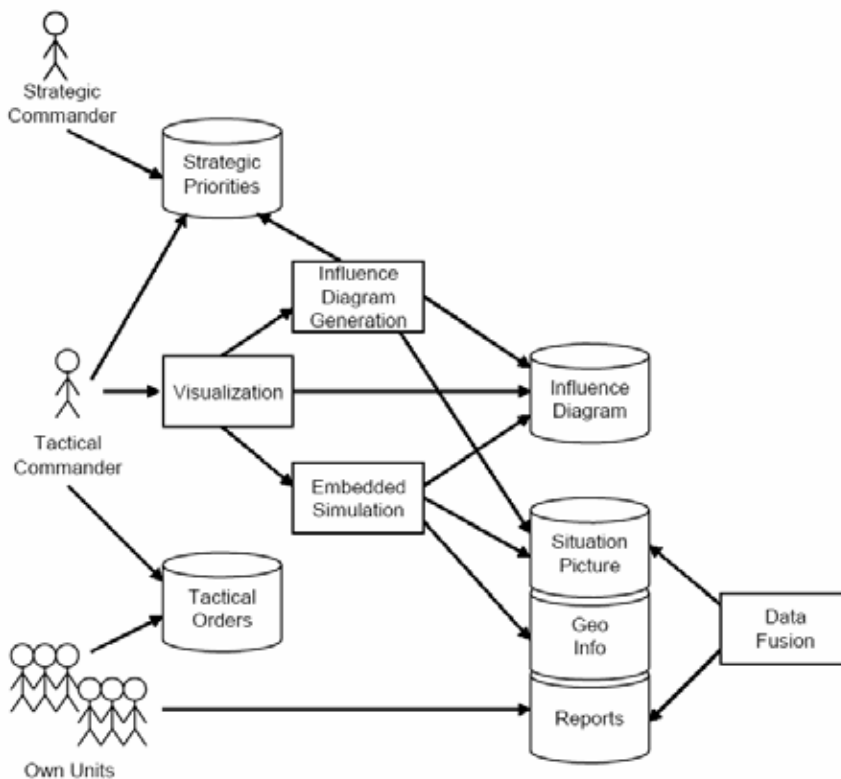 Strategic
Commander
Strategic
Priorities
Influence
Diagram
Generation
Visualization
Influence
Diagram
Tactical
Commander
Embedded
Simulation
Situation
Picture
Tactical
Orders
Geo
Info
Data
Fusion
Reports
Own Units